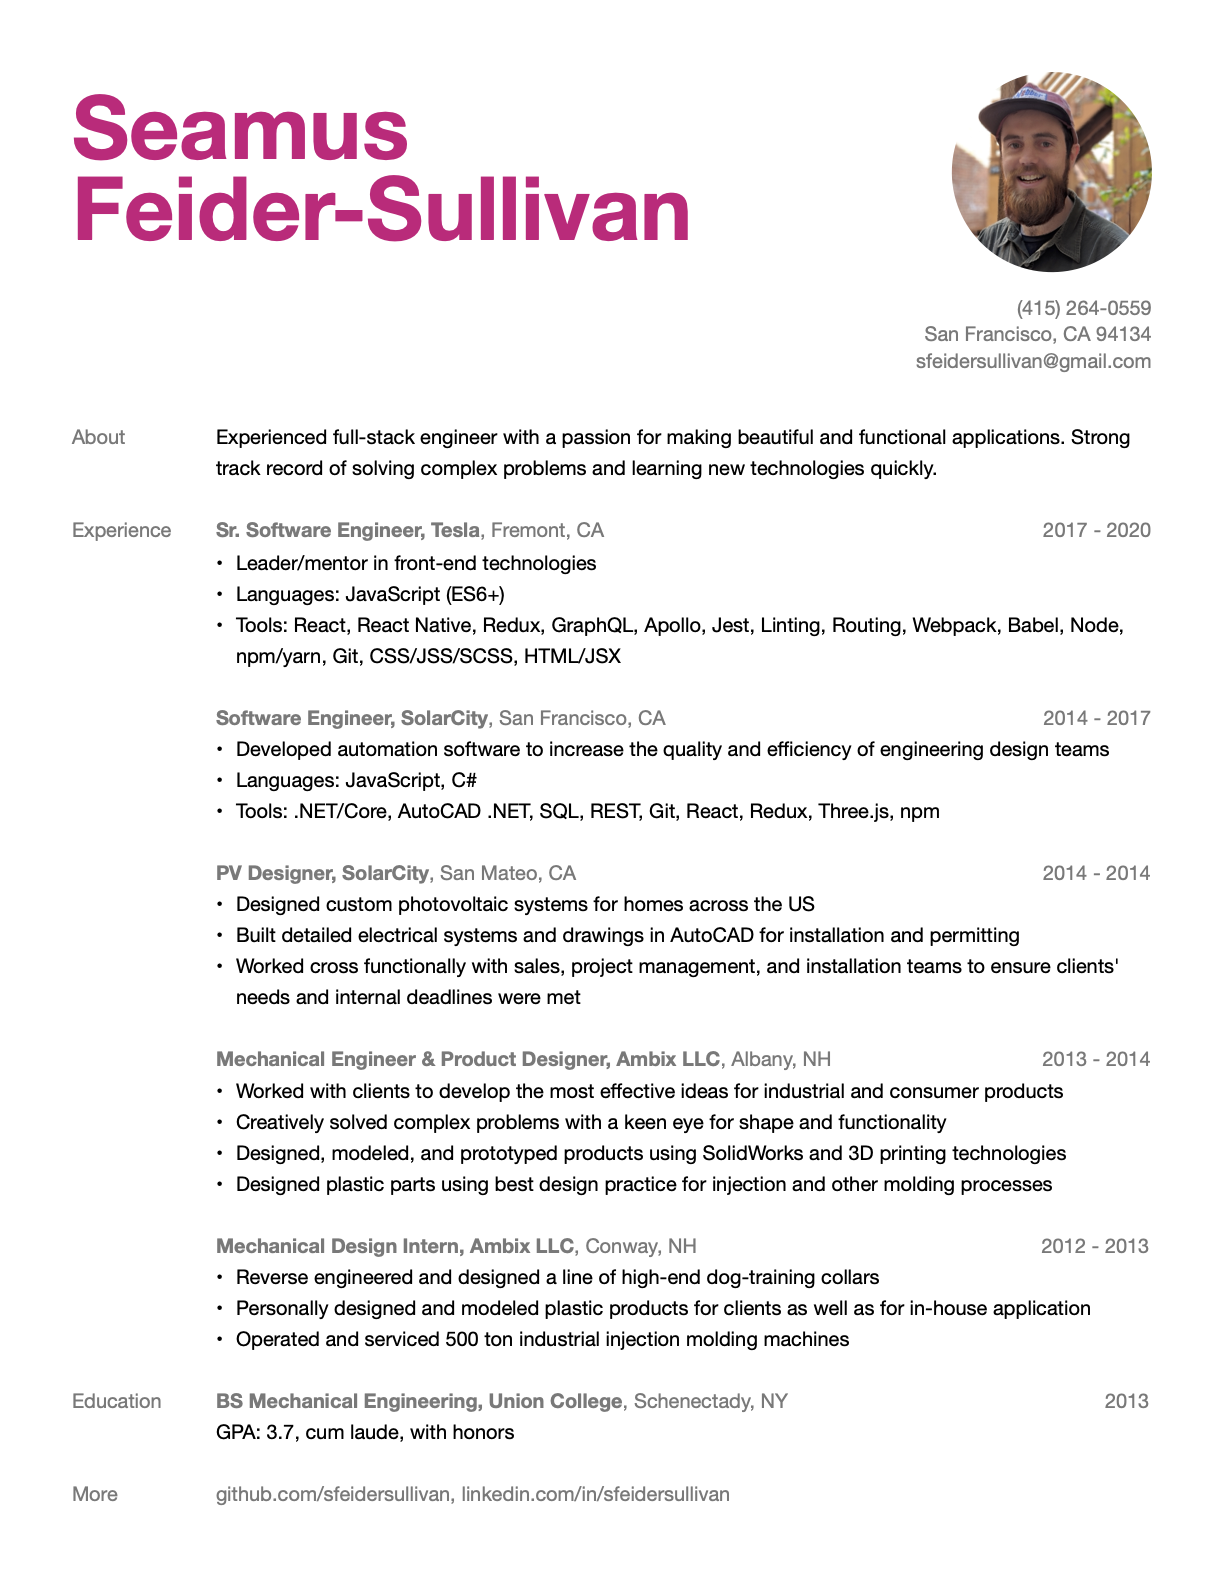 Seamus
Feider-Sullivan
(415) 264-0559
San Francisco, CA 94134
sfeidersullivan@gmail.com
About
Experienced full-stack engineer with a passion for making beautiful and functional applications. Strong
track record of solving complex problems and learning new technologies quickly.
Experience
Sr. Software Engineer, Tesla, Fremont, CA 2017 - 2020
• Leader/mentor in front-end technologies
• Languages: JavaScript (ES6+)
• Tools: React, React Native, Redux, GraphQL, Apollo, Jest, Linting, Routing, Webpack, Babel, Node,
npm/yarn, Git, CSS/JSS/SCSS, HTML/JSX
Software Engineer, SolarCity, San Francisco, CA 2014 - 2017
• Developed automation software to increase the quality and efficiency of engineering design teams
• Languages: JavaScript, C#
• Tools: .NET/Core, AutoCAD .NET, SQL, REST, Git, React, Redux, Three.js, npm
PV Designer, SolarCity, San Mateo, CA 2014 - 2014
• Designed custom photovoltaic systems for homes across the US
• Built detailed electrical systems and drawings in AutoCAD for installation and permitting
• Worked cross functionally with sales, project management, and installation teams to ensure clients'
needs and internal deadlines were met
Mechanical Engineer & Product Designer, Ambix LLC, Albany, NH 2013 - 2014
• Worked with clients to develop the most effective ideas for industrial and consumer products
• Creatively solved complex problems with a keen eye for shape and functionality
• Designed, modeled, and prototyped products using SolidWorks and 3D printing technologies
• Designed plastic parts using best design practice for injection and other molding processes
Mechanical Design Intern, Ambix LLC, Conway, NH 2012 - 2013
• Reverse engineered and designed a line of high-end dog-training collars
• Personally designed and modeled plastic products for clients as well as for in-house application
• Operated and serviced 500 ton industrial injection molding machines
Education
BS Mechanical Engineering, Union College, Schenectady, NY 2013
GPA: 3.7, cum laude, with honors
More
github.com/sfeidersullivan, linkedin.com/in/sfeidersullivan